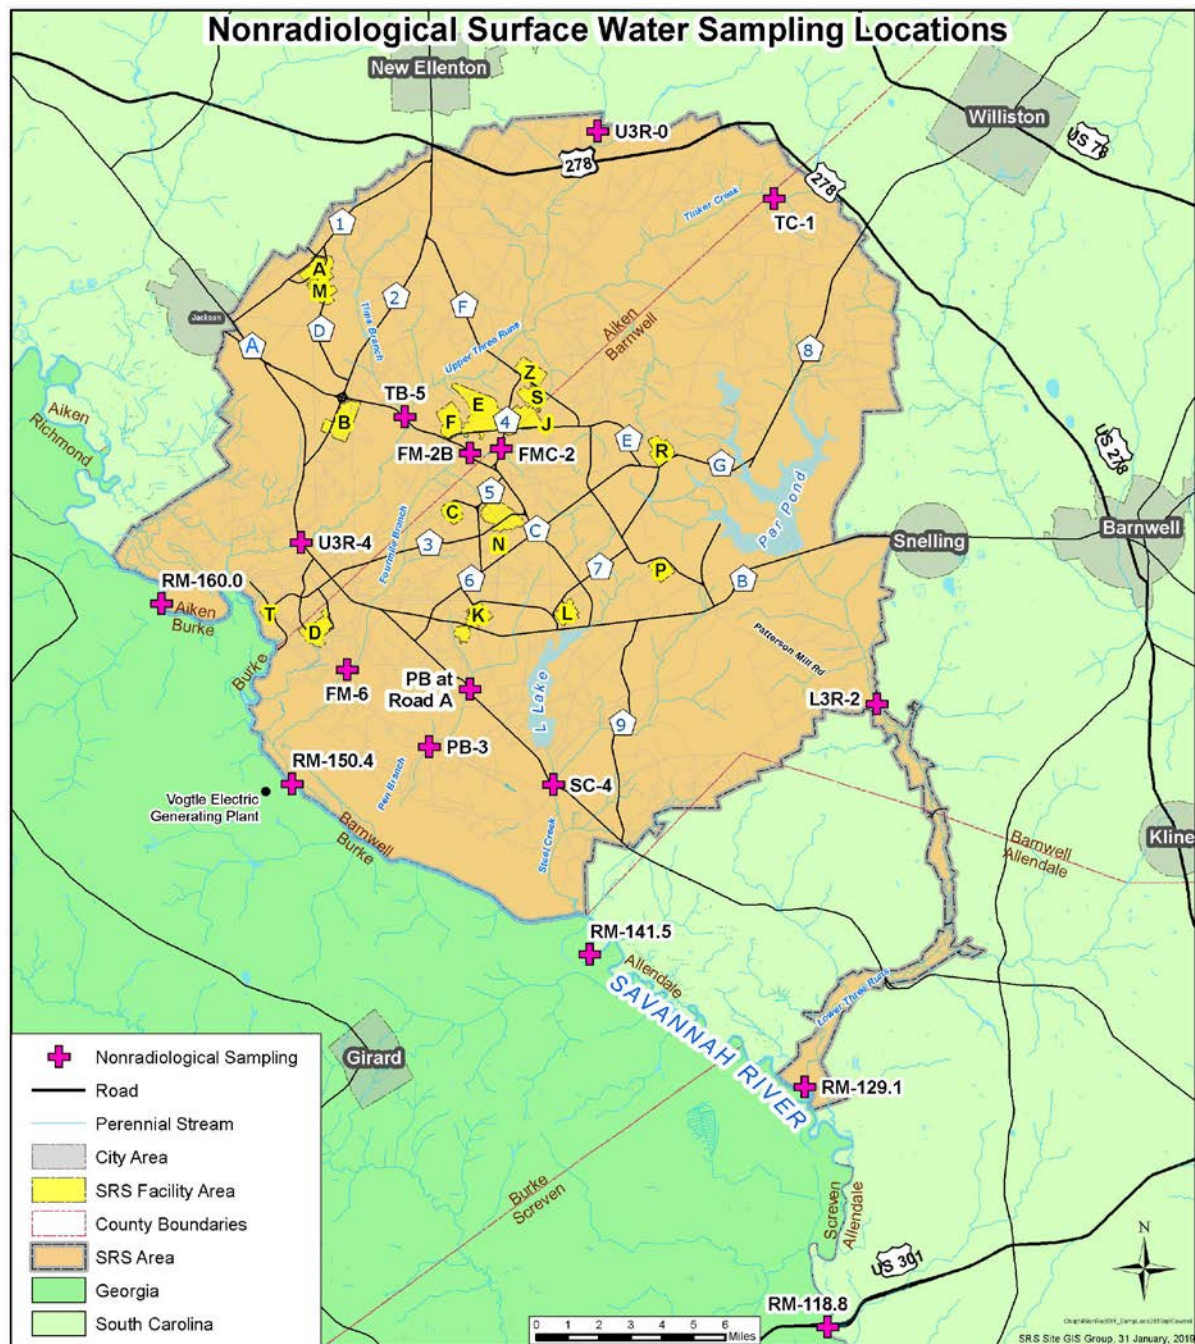 Nonradiological Surface Water Sampling Locations
New Ellenton
Williston
US 78
U3R-0
278
278
Tinker Creek
TC-1
1
A
M
2
F
D
Jackson
A
Tims Branch
Upper Three Runs
Aiken
Barnwell
8
Z
S
TB-5
E
B
F
4
J
Aiken
Richmond
FM-2B
FMC-2
E
R
G
US 278
5
C
Par Pond
Barnwell
Snelling
U3R-4
Fourmile Branch
3
N
C
7
P
B
RM-160.0
6
Aiken
Burke
T
D
K
L
Burke
Patterson Mill Rd
FM-6
PB at
Road A
L Lake
L3R-2
9
PB-3
RM-150.4
Pen Branch
SC-4
Vogtle Electric
Generating Plant
Barnwell
Burke
Steel Creek
Barnwell
Allendale
Kline
RM-141.5
Allendale
SAVANNAH RIVER
Lower Three Runs
Girard
RM-129.1
Nonradiological Sampling
Road
Perennial Stream
City Area
SRS Facility Area
County Boundaries
SRS Area
Georgia
South Carolina
Burke
Screven
Screven
Allendale
N
US 301
RM-118.8
0 1 2 3 4 5 6
Miles
SRS Site GIS Group, 31 January, 2019